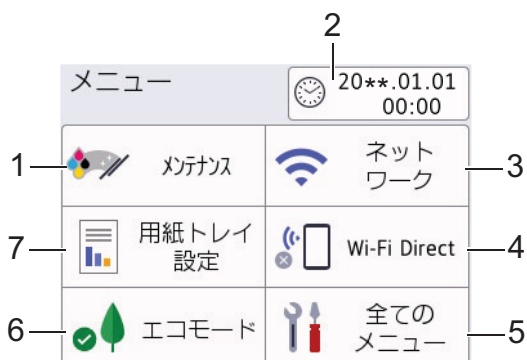 2
メニュー
20**.01.01
00:00
1
メンテナンス
ネット
ワーク
3
7
用紙トレイ
設定
Wi-Fi Direct
4
6
エコモード
全ての
メニュー
5